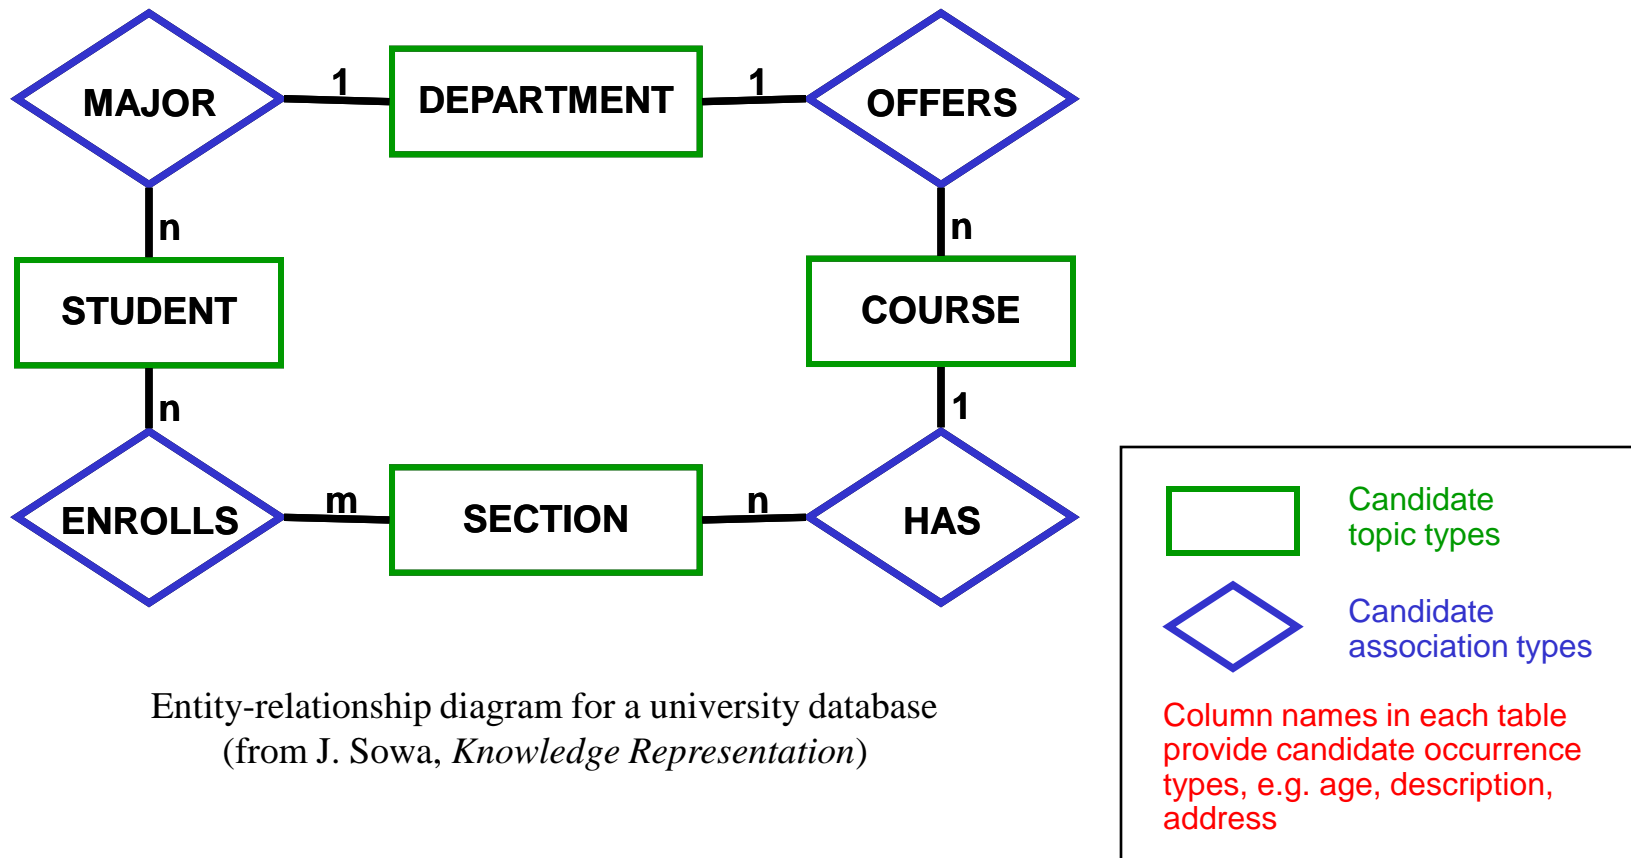 MAJOR
1
DEPARTMENT
1
OFFERS
n
n
STUDENT
COURSE
n
1
ENROLLS
m
SECTION
n
HAS
Entity-relationship diagram for a university database
(from J. Sowa, Knowledge Representation)
Candidate
topic types
Candidate
association types
Column names in each table
provide candidate occurrence
types, e.g. age, description,
address